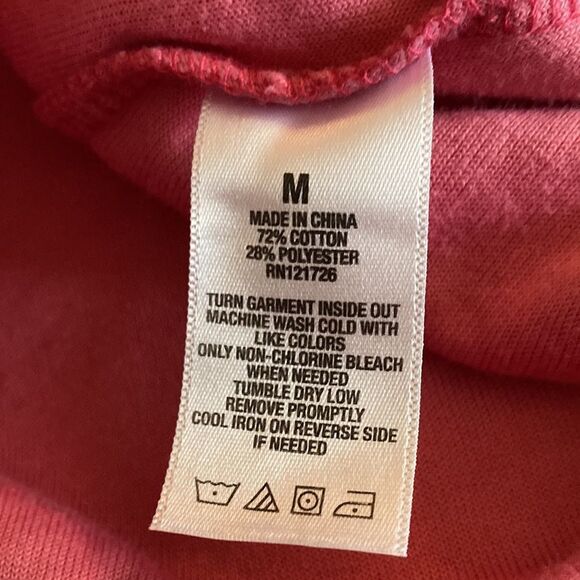 M
MADE IN CHINA
72% COTTON
28% POLYESTER
RN121726
TURN GARMENT INSIDE OUT
MACHINE WASH COLD WITH
LIKE COLORS
ONLY NON-CHLORINE BLEACH
WHEN NEEDED
TUMBLE DRY LOW
REMOVE PROMPTLY
COOL IRON ON REVERSE SIDE
IF NEEDED